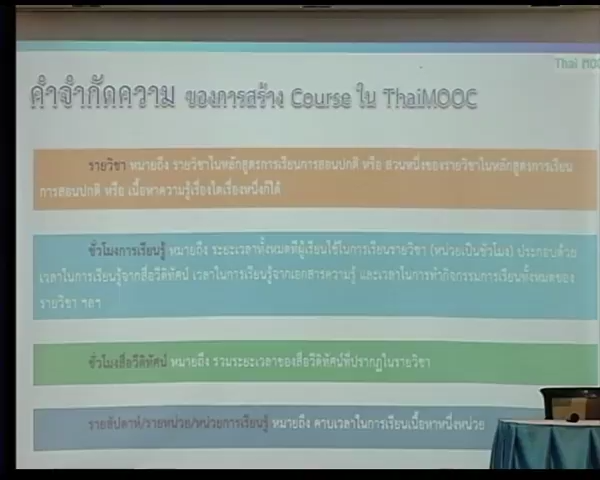 Thai MOO
คำจำกัดความ ของการสร้าง Course ใน ThaiMOOC
รายวิชา หมายถึง รายวิชาในหลักสูตรการเรียนการสอนปกติ หรือ ส่วนหนึ่งของรายวิชาในหลักสูตรการเรียน
การสอนปกติ หรือ เนื้อหาความรู้เรื่องใดเรื่องหนึ่งก็ได้
ชั่วโมงการเรียนรู้ หมายถึง ระยะเวลาทั้งหมดที่ผู้เรียนใช้ในการเรียนรายวิชา (หน่วยเป็นชั่วโมง) ประกอบด้วย
เวลาในการเรียนรู้จากสื่อวีดิทัศน์ เวลาในการเรียนรู้จากเอกสารความรู้ และเวลาในการทำกิจกรรมการเรียนทั้งหมดของ
รายวิชา ฯลฯ
ชั่วโมงสื่อวีดิทัศน์ หมายถึง รวมระยะเวลาของสื่อวีดิทัศน์ที่ปรากฏในรายวิชา
รายสัปดาห์/รายหน่วย/หน่วยการเรียนรู้ หมายถึง คาบเวลาในการเรียนเนื้อหาหนึ่งหน่วย